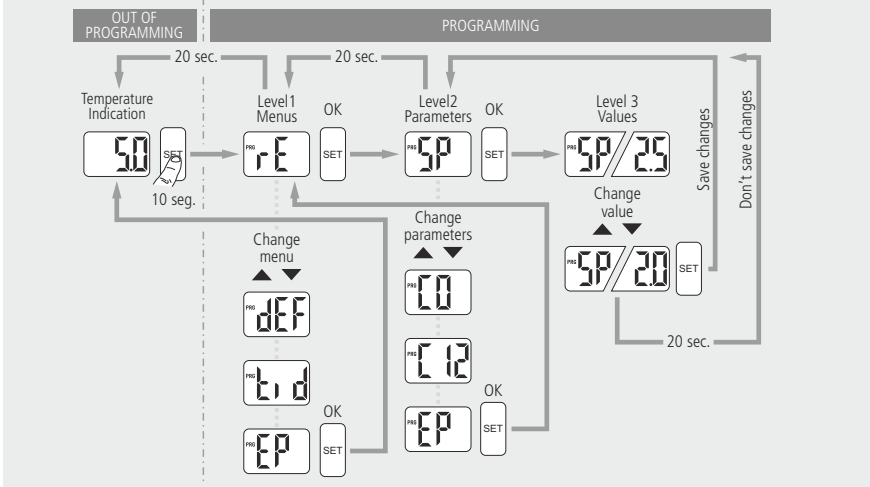 OUT OF
PROGRAMMING
PROGRAMMING
20 sec.
20 sec.
Temperature
Indication
Level1
Menus
OK
Level2
Parameters
OK
Level 3
Values
5.0
SET
PRG rE
SET
PRG SP
SET
PRG SP/2.5
10 seg.
Save changes
Don't save changes
Change
value
PRG SP/2.0
SET
Change
menu
Change
parameters
PRG dEF
PRG C0
20 sec.
PRG tid
PRG C12
OK
PRG EP
SET
OK
PRG EP
SET